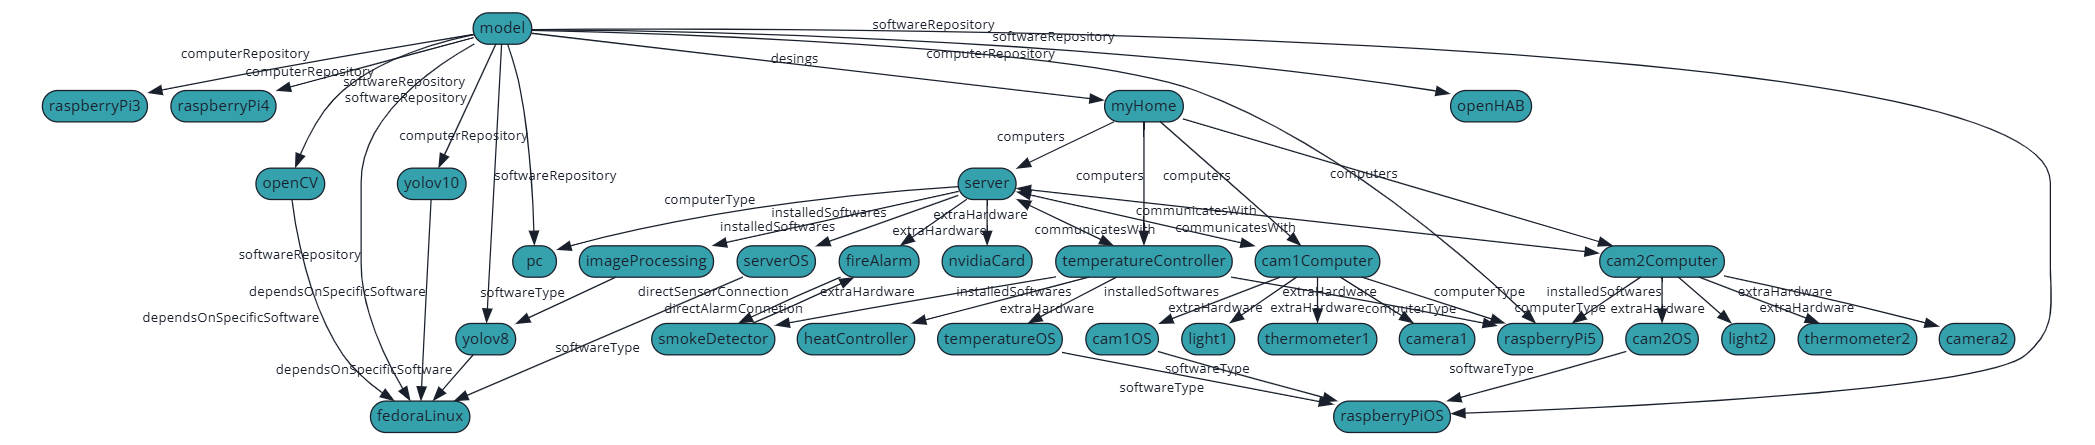 softwareRepository
model
softwareRepository
computerRepository
computerRepository
desings
computerRepository
softwareRepository
softwareRepository
raspberryPi3
raspberryPi4
myHome
openHAB
computerRepository
computers
softwareRepository
computers
computers
computers
openCV
yolov10
server
computerType
installedSoftwares
extraHardware
communicatesWith
installedSoftwares
extraHardware
communicatesWith
communicatesWith
softwareRepository
pc
imageProcessing
serverOS
fireAlarm
nvidiaCard
temperatureController
cam1Computer
cam2Computer
dependsOnSpecificSoftware
softwareType
directSensorConnection
extraHardware
installedSoftwares
installedSoftwares
extraHardware
computerType
installedSoftwares
extraHardware
dependsOnSpecificSoftware
directAlarmConnetion
extraHardware
extraHardware
extraHardware
computerType
computerType
extraHardware
extraHardware
yolov8
smokeDetector
heatController
temperatureOS
cam1OS
light1
thermometer1
camera1
raspberryPi5
cam2OS
light2
thermometer2
camera2
softwareType
dependsOnSpecificSoftware
softwareType
softwareType
softwareType
fedoraLinux
raspberryPiOS